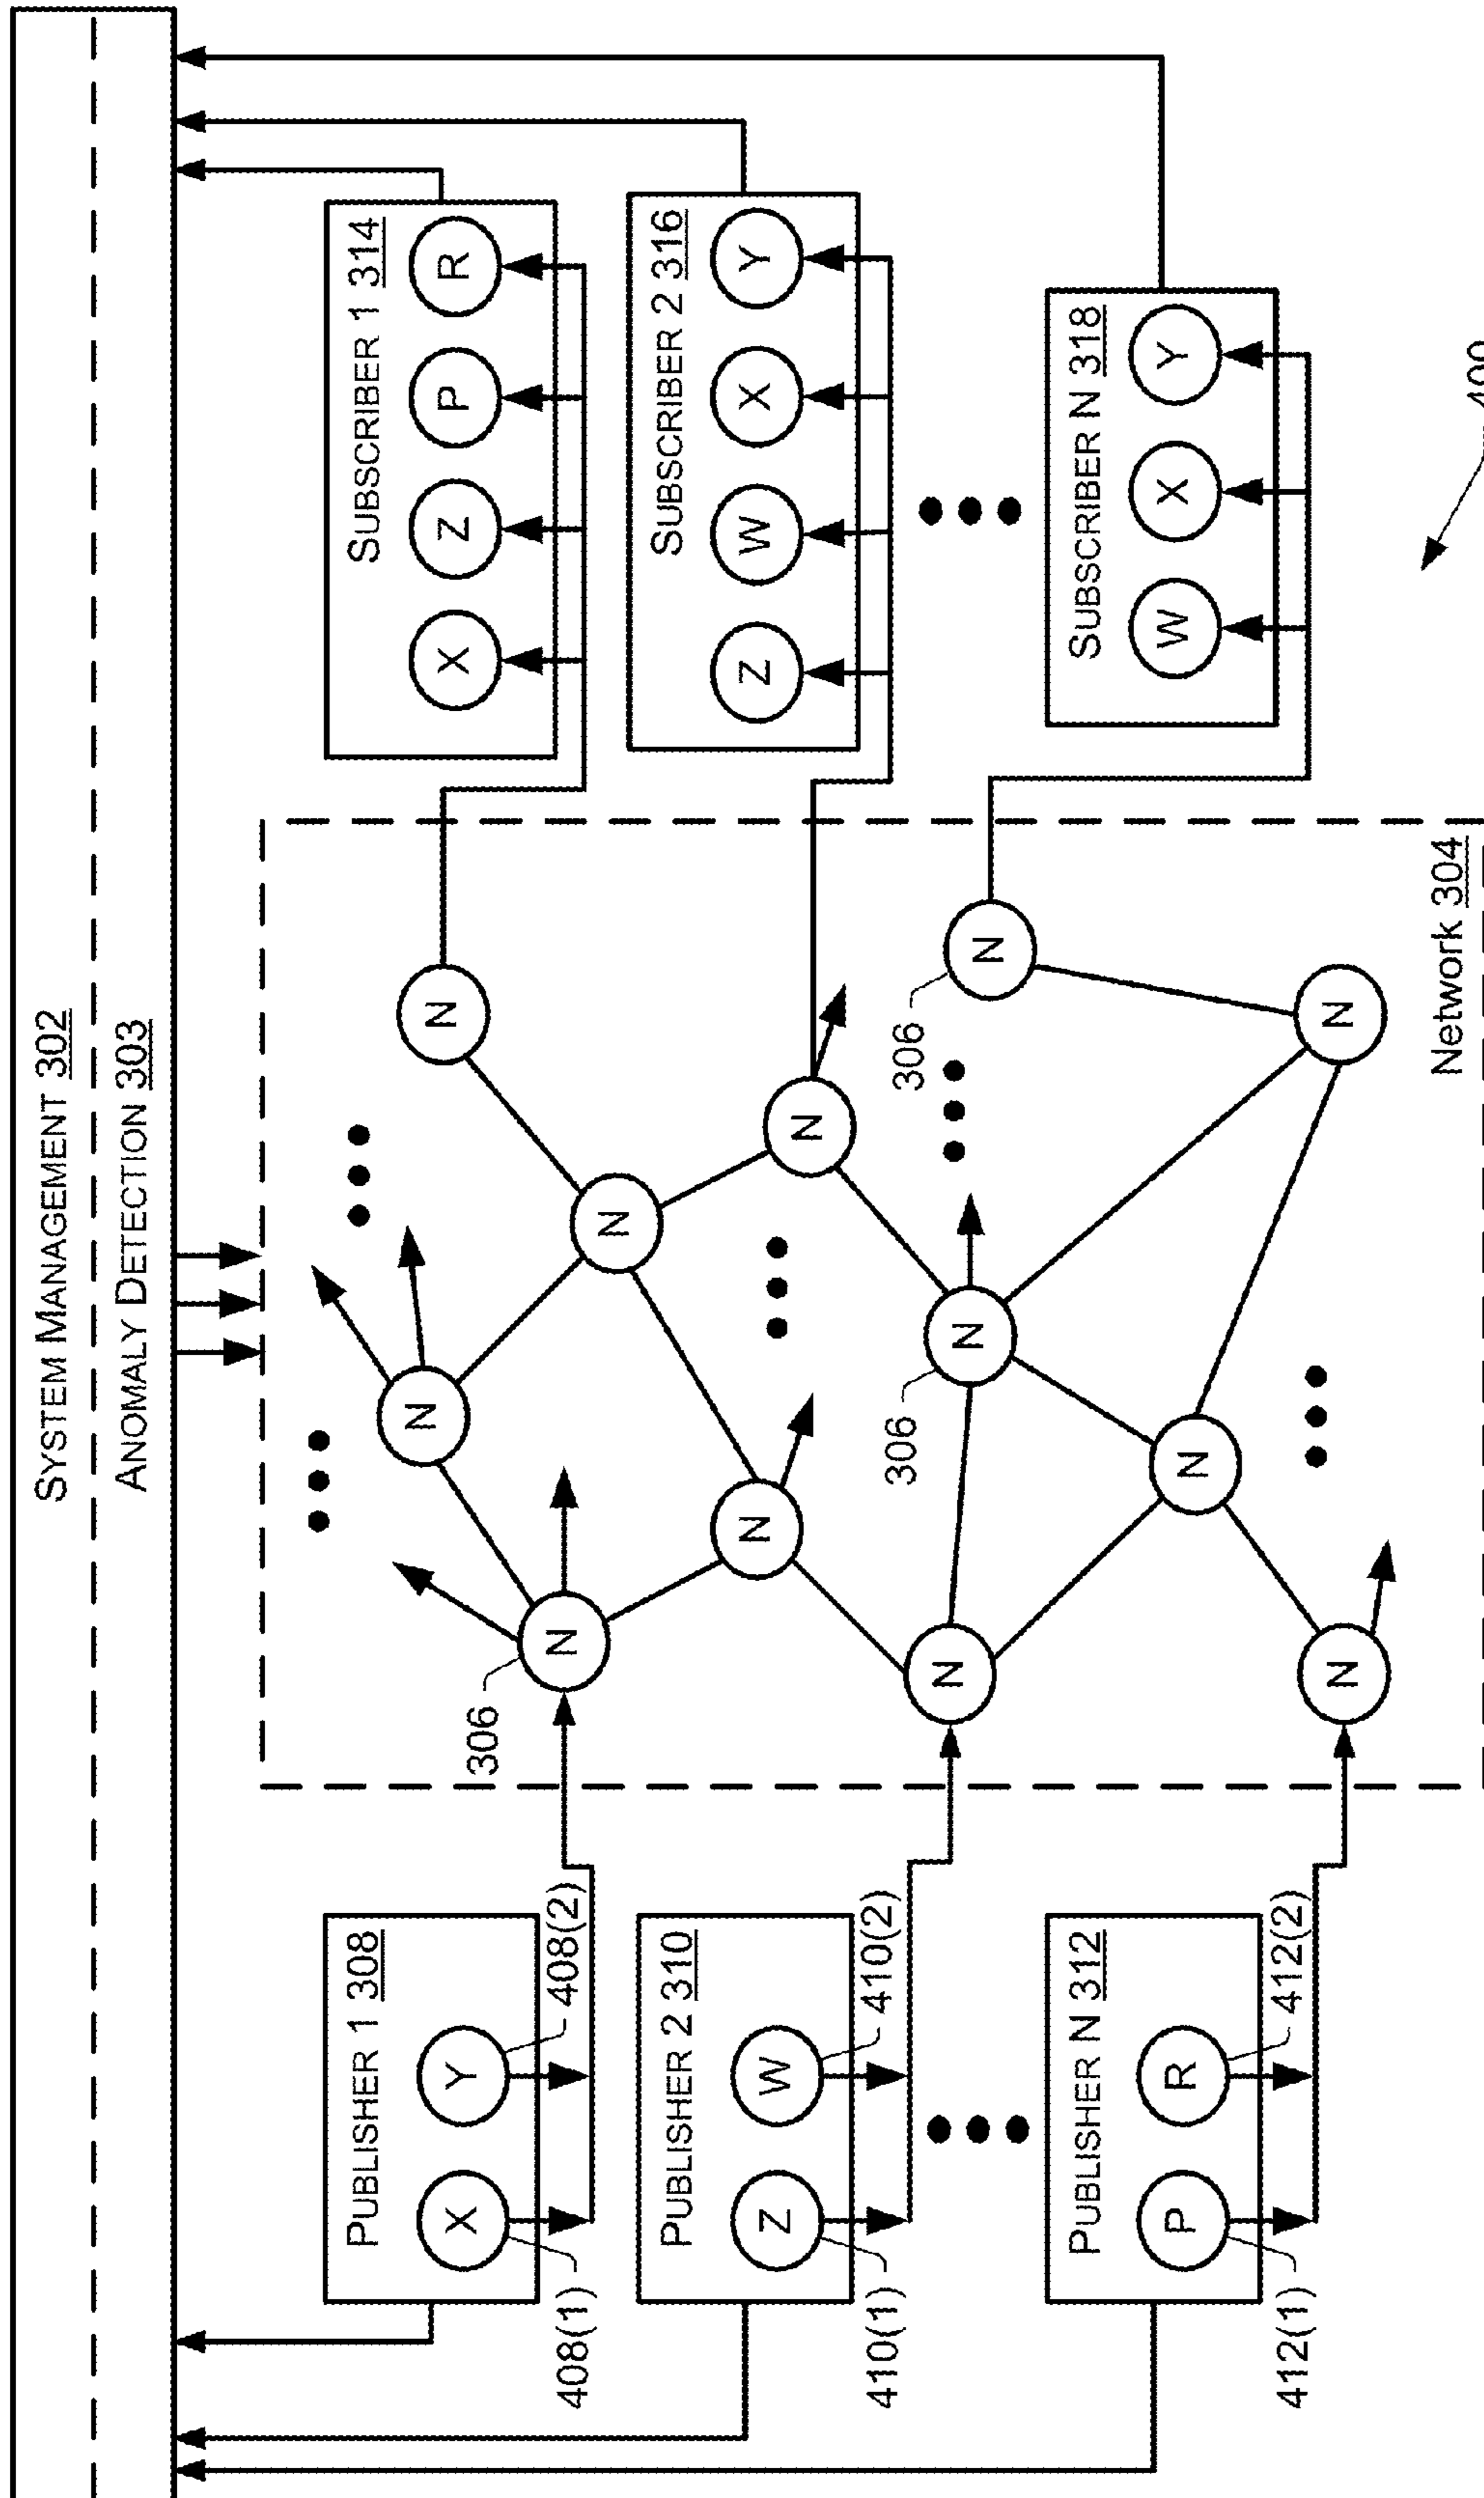 SYSTEM MANAGEMENT 302
ANOMALY DETECTION 303
PUBLISHER 1 308
X
Y
408(1)
408(2)
PUBLISHER 2 310
Z
W
410(1)
410(2)
PUBLISHER N 312
P
R
412(1)
412(2)
306
N
N
N
N
N
N
N
306
N
N
N
306
N
N
Network 304
SUBSCRIBER 1 314
X
Z
P
R
SUBSCRIBER 2 316
Z
W
X
Y
SUBSCRIBER N 318
W
X
Y